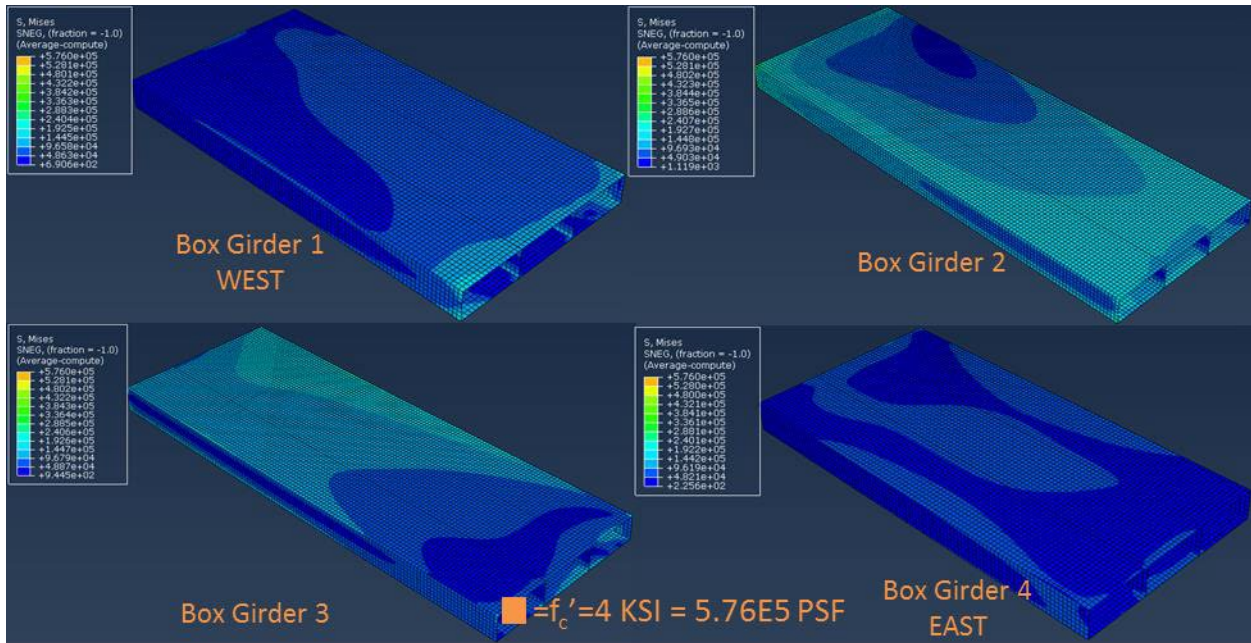 S, Mises
SNEG, (fraction = -1.0)
(Average-compute)
+5.760e+05
+5.281e+05
+4.801e+05
+4.322e+05
+3.842e+05
+3.363e+05
+2.883e+05
+2.404e+05
+1.925e+05
+1.445e+05
+9.658e+04
+4.863e+04
+6.906e+02
Box Girder 1
WEST
S, Mises
SNEG, (fraction = -1.0)
(Average-compute)
+5.760e+05
+5.281e+05
+4.802e+05
+4.323e+05
+3.844e+05
+3.365e+05
+2.886e+05
+2.407e+05
+1.927e+05
+1.448e+05
+9.693e+04
+4.903e+04
+1.119e+03
Box Girder 2
S, Mises
SNEG, (fraction = -1.0)
(Average-compute)
+5.760e+05
+5.281e+05
+4.802e+05
+4.322e+05
+3.843e+05
+3.364e+05
+2.885e+05
+2.406e+05
+1.926e+05
+1.447e+05
+9.679e+04
+4.887e+04
+9.445e+02
Box Girder 3
S, Mises
SNEG, (fraction = -1.0)
(Average-compute)
+5.760e+05
+5.280e+05
+4.800e+05
+4.321e+05
+3.841e+05
+3.361e+05
+2.881e+05
+2.401e+05
+1.922e+05
+1.442e+05
+9.619e+04
+4.821e+04
+2.256e+02
Box Girder 4
EAST
=fc′=4 KSI = 5.76E5 PSF